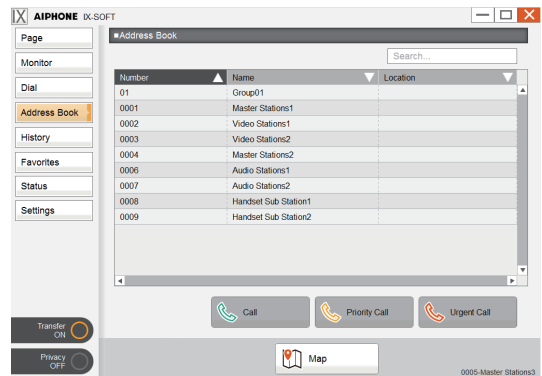 IX AIPHONE IX-SOFT
Page
Monitor
Dial
Address Book
History
Favorites
Status
Settings
Transfer
ON
Privacy
OFF
■Address Book
Search...
Number Name Location
01 Group01
0001 Master Stations1
0002 Video Stations1
0003 Video Stations2
0004 Master Stations2
0006 Audio Stations1
0007 Audio Stations2
0008 Handset Sub Station1
0009 Handset Sub Station2
Call Priority Call Urgent Call
Map
0005-Master Stations3